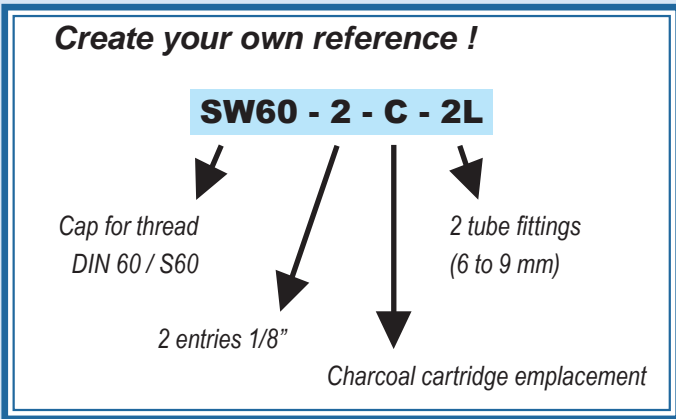 Create your own reference !
SW60 - 2 - C - 2L
Cap for thread
DIN 60 / S60
2 tube fittings
(6 to 9 mm)
2 entries 1/8”
Charcoal cartridge emplacement